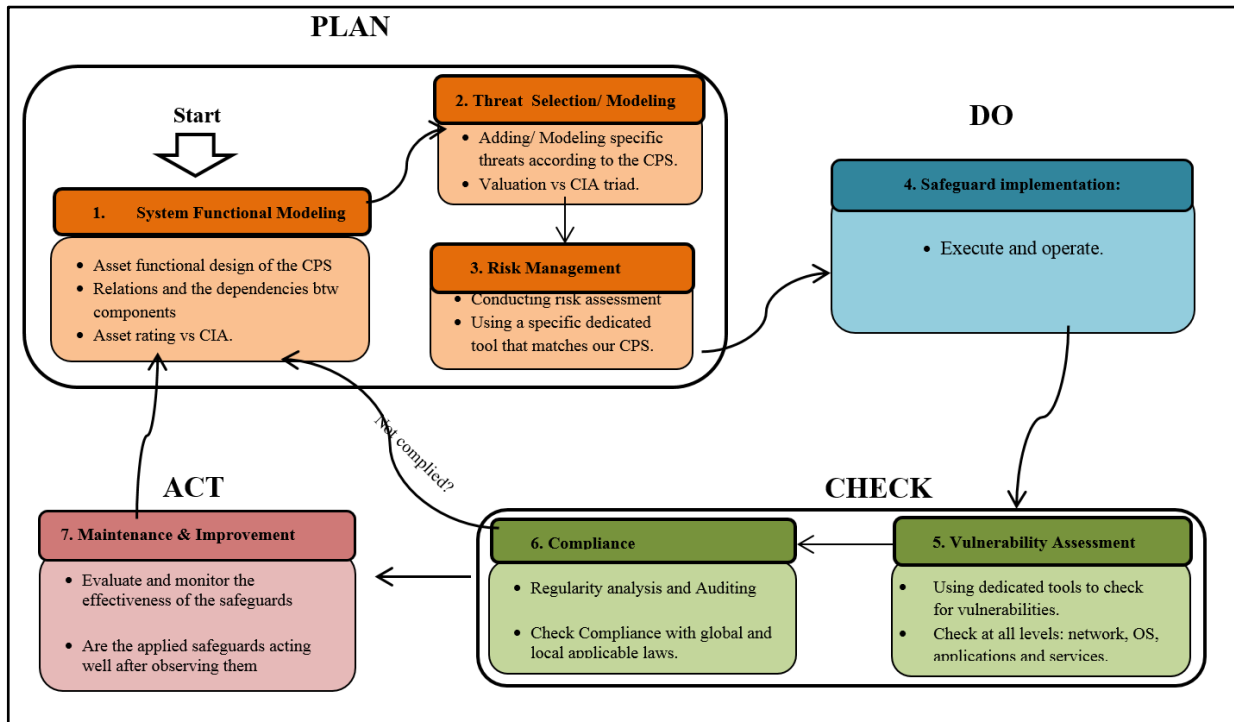 PLAN
Start
1. System Functional Modeling
• Asset functional design of the CPS
• Relations and the dependencies btw
components
• Asset rating vs CIA.
2. Threat Selection/ Modeling
• Adding/ Modeling specific
threats according to the CPS.
• Valuation vs CIA triad.
3. Risk Management
• Conducting risk assessment
• Using a specific dedicated
tool that matches our CPS.
DO
4. Safeguard implementation:
• Execute and operate.
CHECK
5. Vulnerability Assessment
• Using dedicated tools to check
for vulnerabilities.
• Check at all levels: network, OS,
applications and services.
6. Compliance
• Regularity analysis and Auditing
• Check Compliance with global and
local applicable laws.
Not complied?
ACT
7. Maintenance & Improvement
• Evaluate and monitor the
effectiveness of the safeguards
• Are the applied safeguards acting
well after observing them